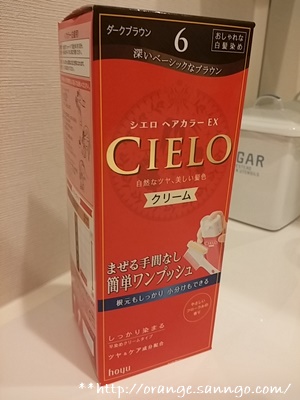 ダークブラウン
6
おしゃれな
白髪染め
深いベーシックなブラウン
シエロ ヘアカラー EX
CIELO
自然なツヤ、美しい髪色
クリーム
まぜる手間なし
簡単ワンプッシュ
根元もしっかり 小分けもできる
しっかり染まる
ツヤ&ケア成分配合
hoyu
GAR
**http://orange.sanngo.com/